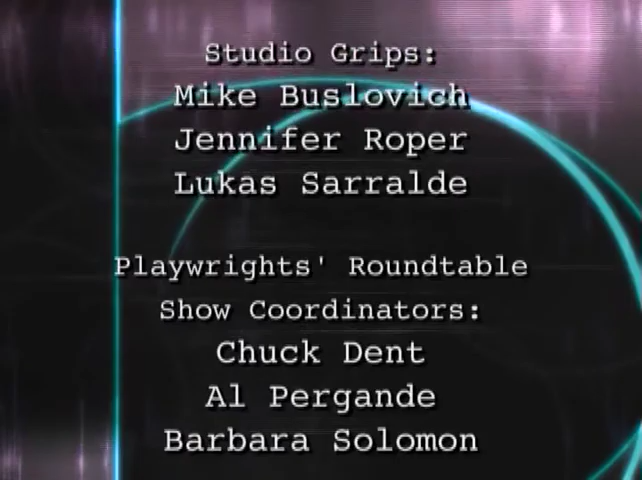 Studio Grips:
Mike Buslovich
Jennifer Roper
Lukas Sarralde
Playwrights' Roundtable
Show Coordinators:
Chuck Dent
Al Pergande
Barbara Solomon